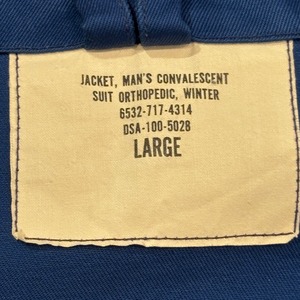 JACKET, MAN'S CONVALESCENT
SUIT ORTHOPEDIC, WINTER
6532-717-4314
DSA-100-5028
LARGE